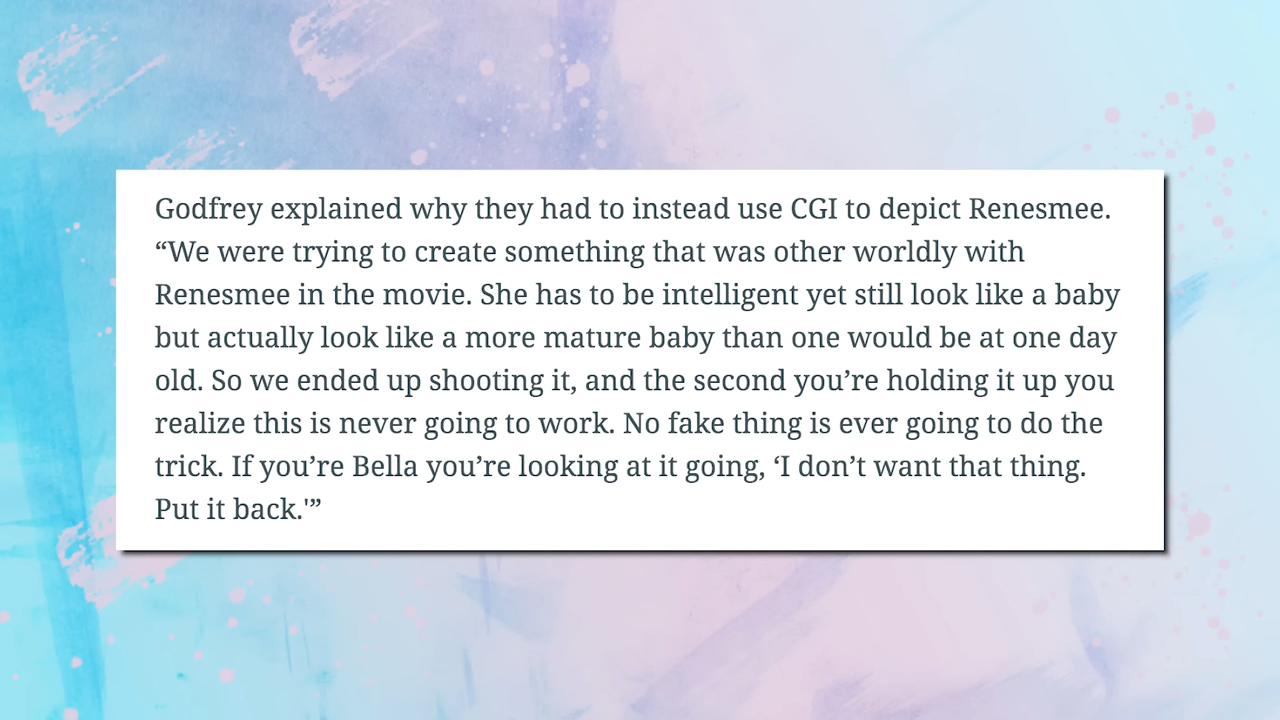 Godfrey explained why they had to instead use CGI to depict Renesmee.
“We were trying to create something that was other worldly with
Renesmee in the movie. She has to be intelligent yet still look like a baby
but actually look like a more mature baby than one would be at one day
old. So we ended up shooting it, and the second you’re holding it up you
realize this is never going to work. No fake thing is ever going to do the
trick. If you’re Bella you’re looking at it going, ‘I don’t want that thing.
Put it back.'”